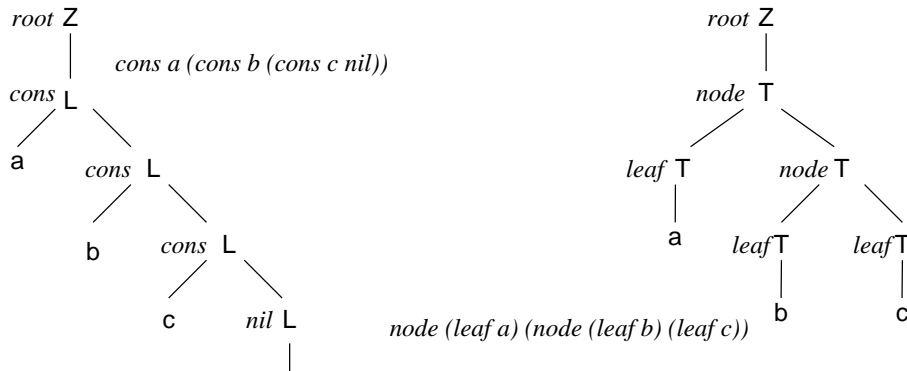 root Z
root Z
cons a (cons b (cons c nil))
cons L
node T
a
cons L
leaf T
node T
b
cons L
a
leaf T
leaf T
c
nil L
b
c
node (leaf a) (node (leaf b) (leaf c))